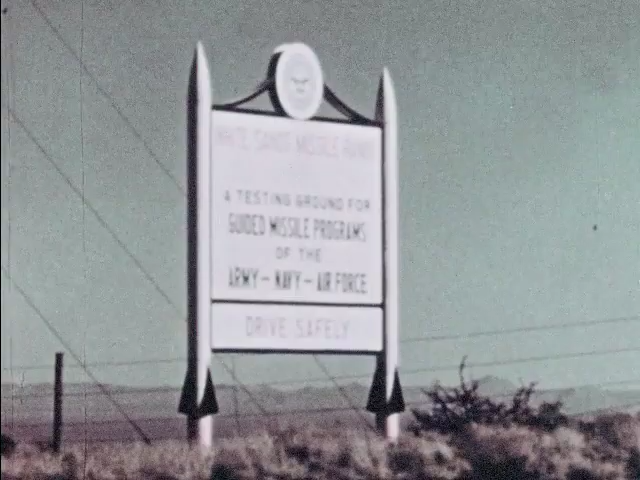 WHITE SANDS MISSILE RANGE
A TESTING GROUND FOR
GUIDED MISSILE PROGRAMS
OF THE
ARMY - NAVY - AIR FORCE
DRIVE SAFELY